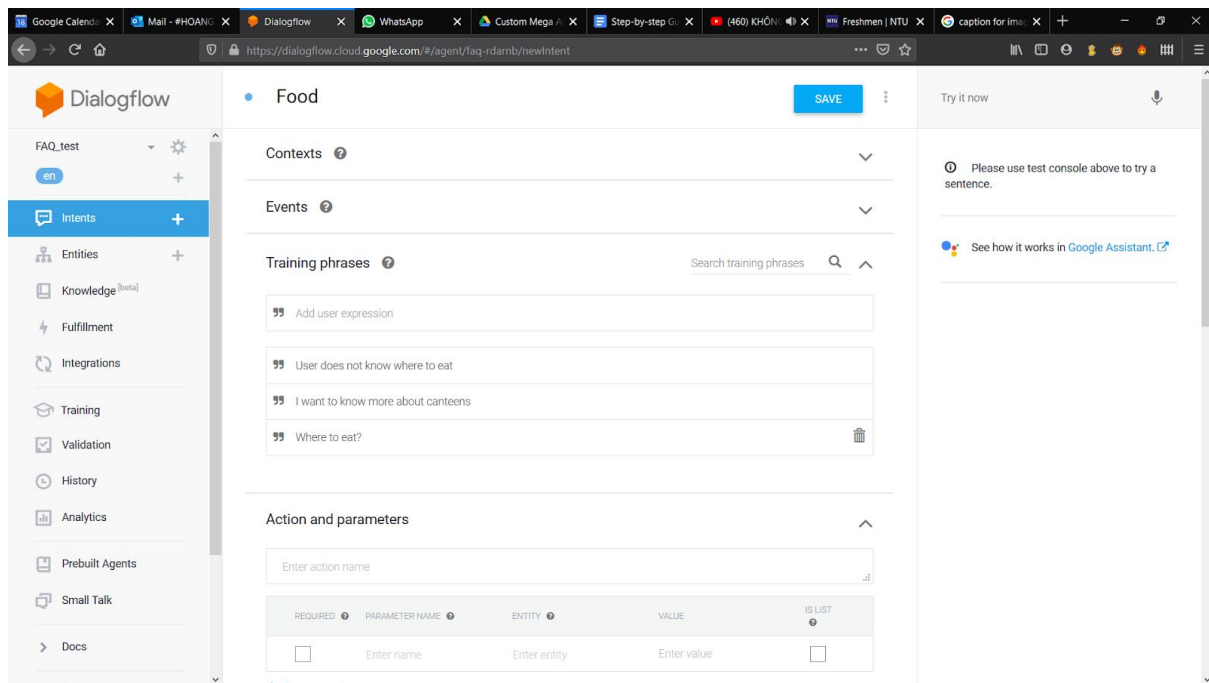 Google Calenda
Mail - #HOANG
Dialogflow
WhatsApp
Custom Mega A
Step-by-step Gu
(460) KHÔN
NTU Freshmen | NTU
caption for imag
https://dialogflow.cloud.google.com/#/agent/faq-rdarnb/newIntent
Dialogflow
Food
SAVE
Try it now
FAQ_test
en
Contexts
Please use test console above to try a
sentence.
Intents
Events
See how it works in Google Assistant.
Entities
Training phrases
Search training phrases
Knowledge [beta]
Add user expression
Fulfillment
Integrations
User does not know where to eat
I want to know more about canteens
Training
Where to eat?
Validation
History
Analytics
Action and parameters
Prebuilt Agents
Enter action name
Small Talk
REQUIRED PARAMETER NAME ENTITY VALUE IS LIST
Docs
Enter name Enter entity Enter value